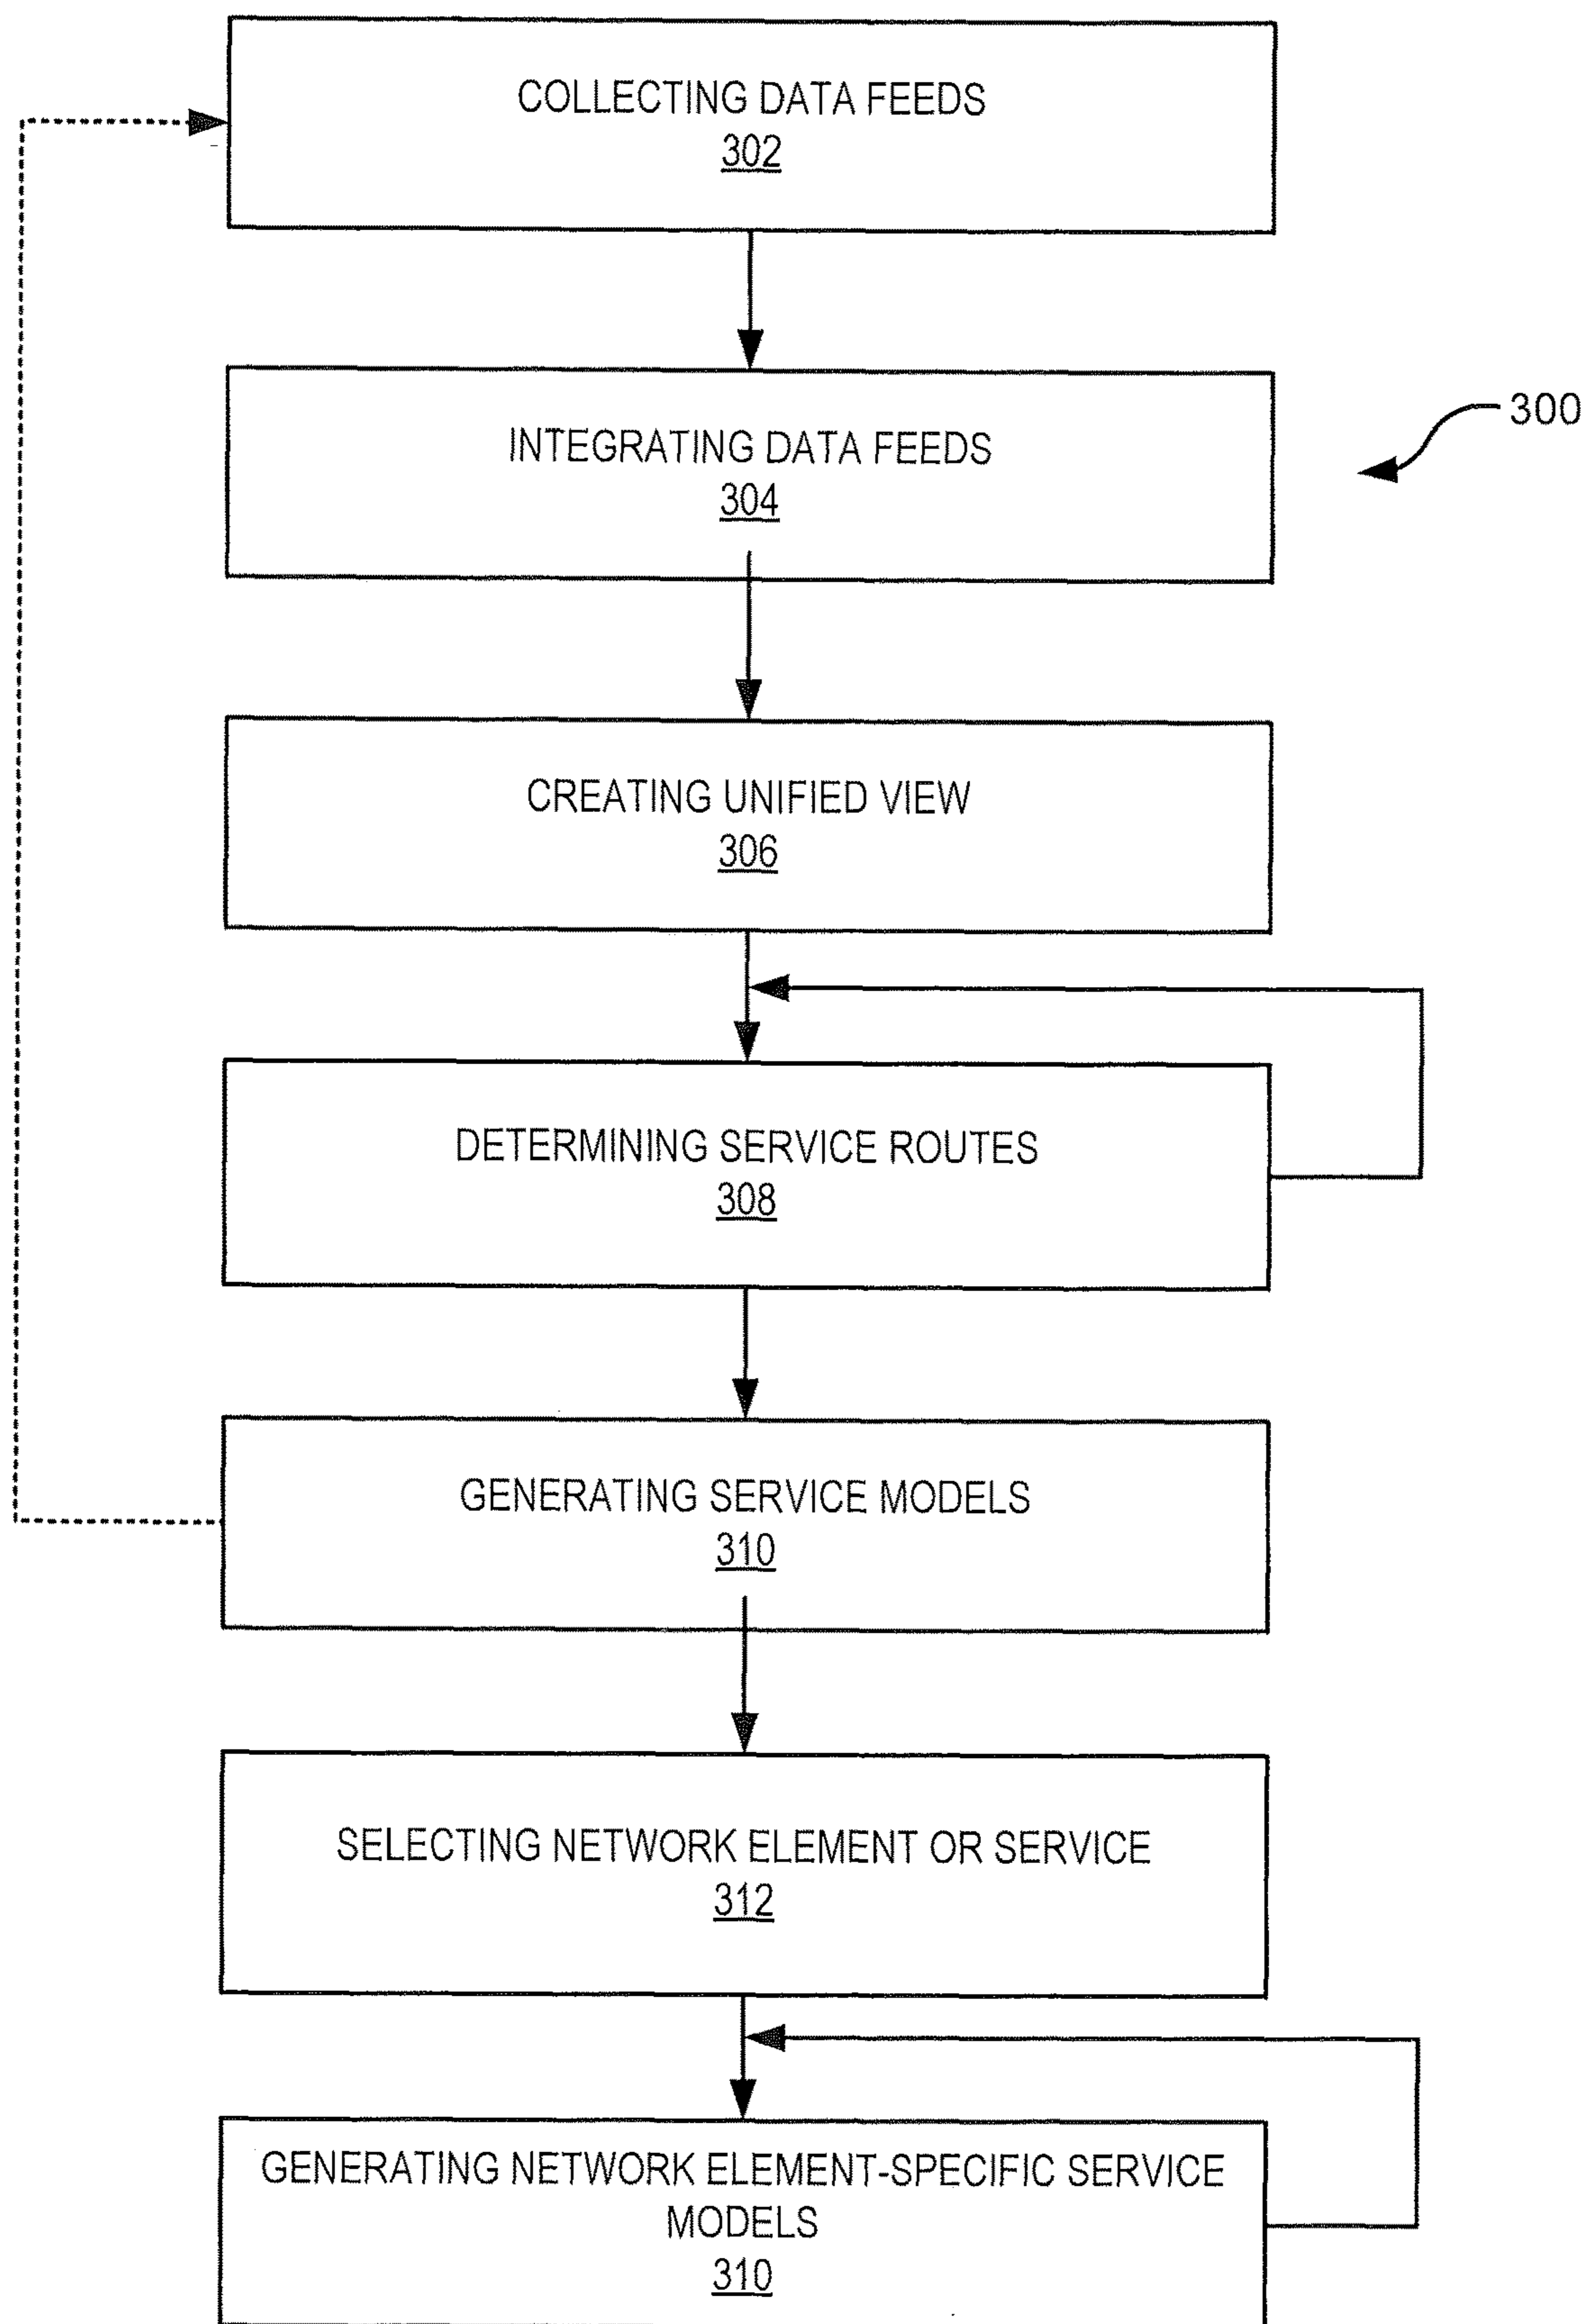 COLLECTING DATA FEEDS
302
INTEGRATING DATA FEEDS
304
300
CREATING UNIFIED VIEW
306
DETERMINING SERVICE ROUTES
308
GENERATING SERVICE MODELS
310
SELECTING NETWORK ELEMENT OR SERVICE
312
GENERATING NETWORK ELEMENT-SPECIFIC SERVICE
MODELS
310